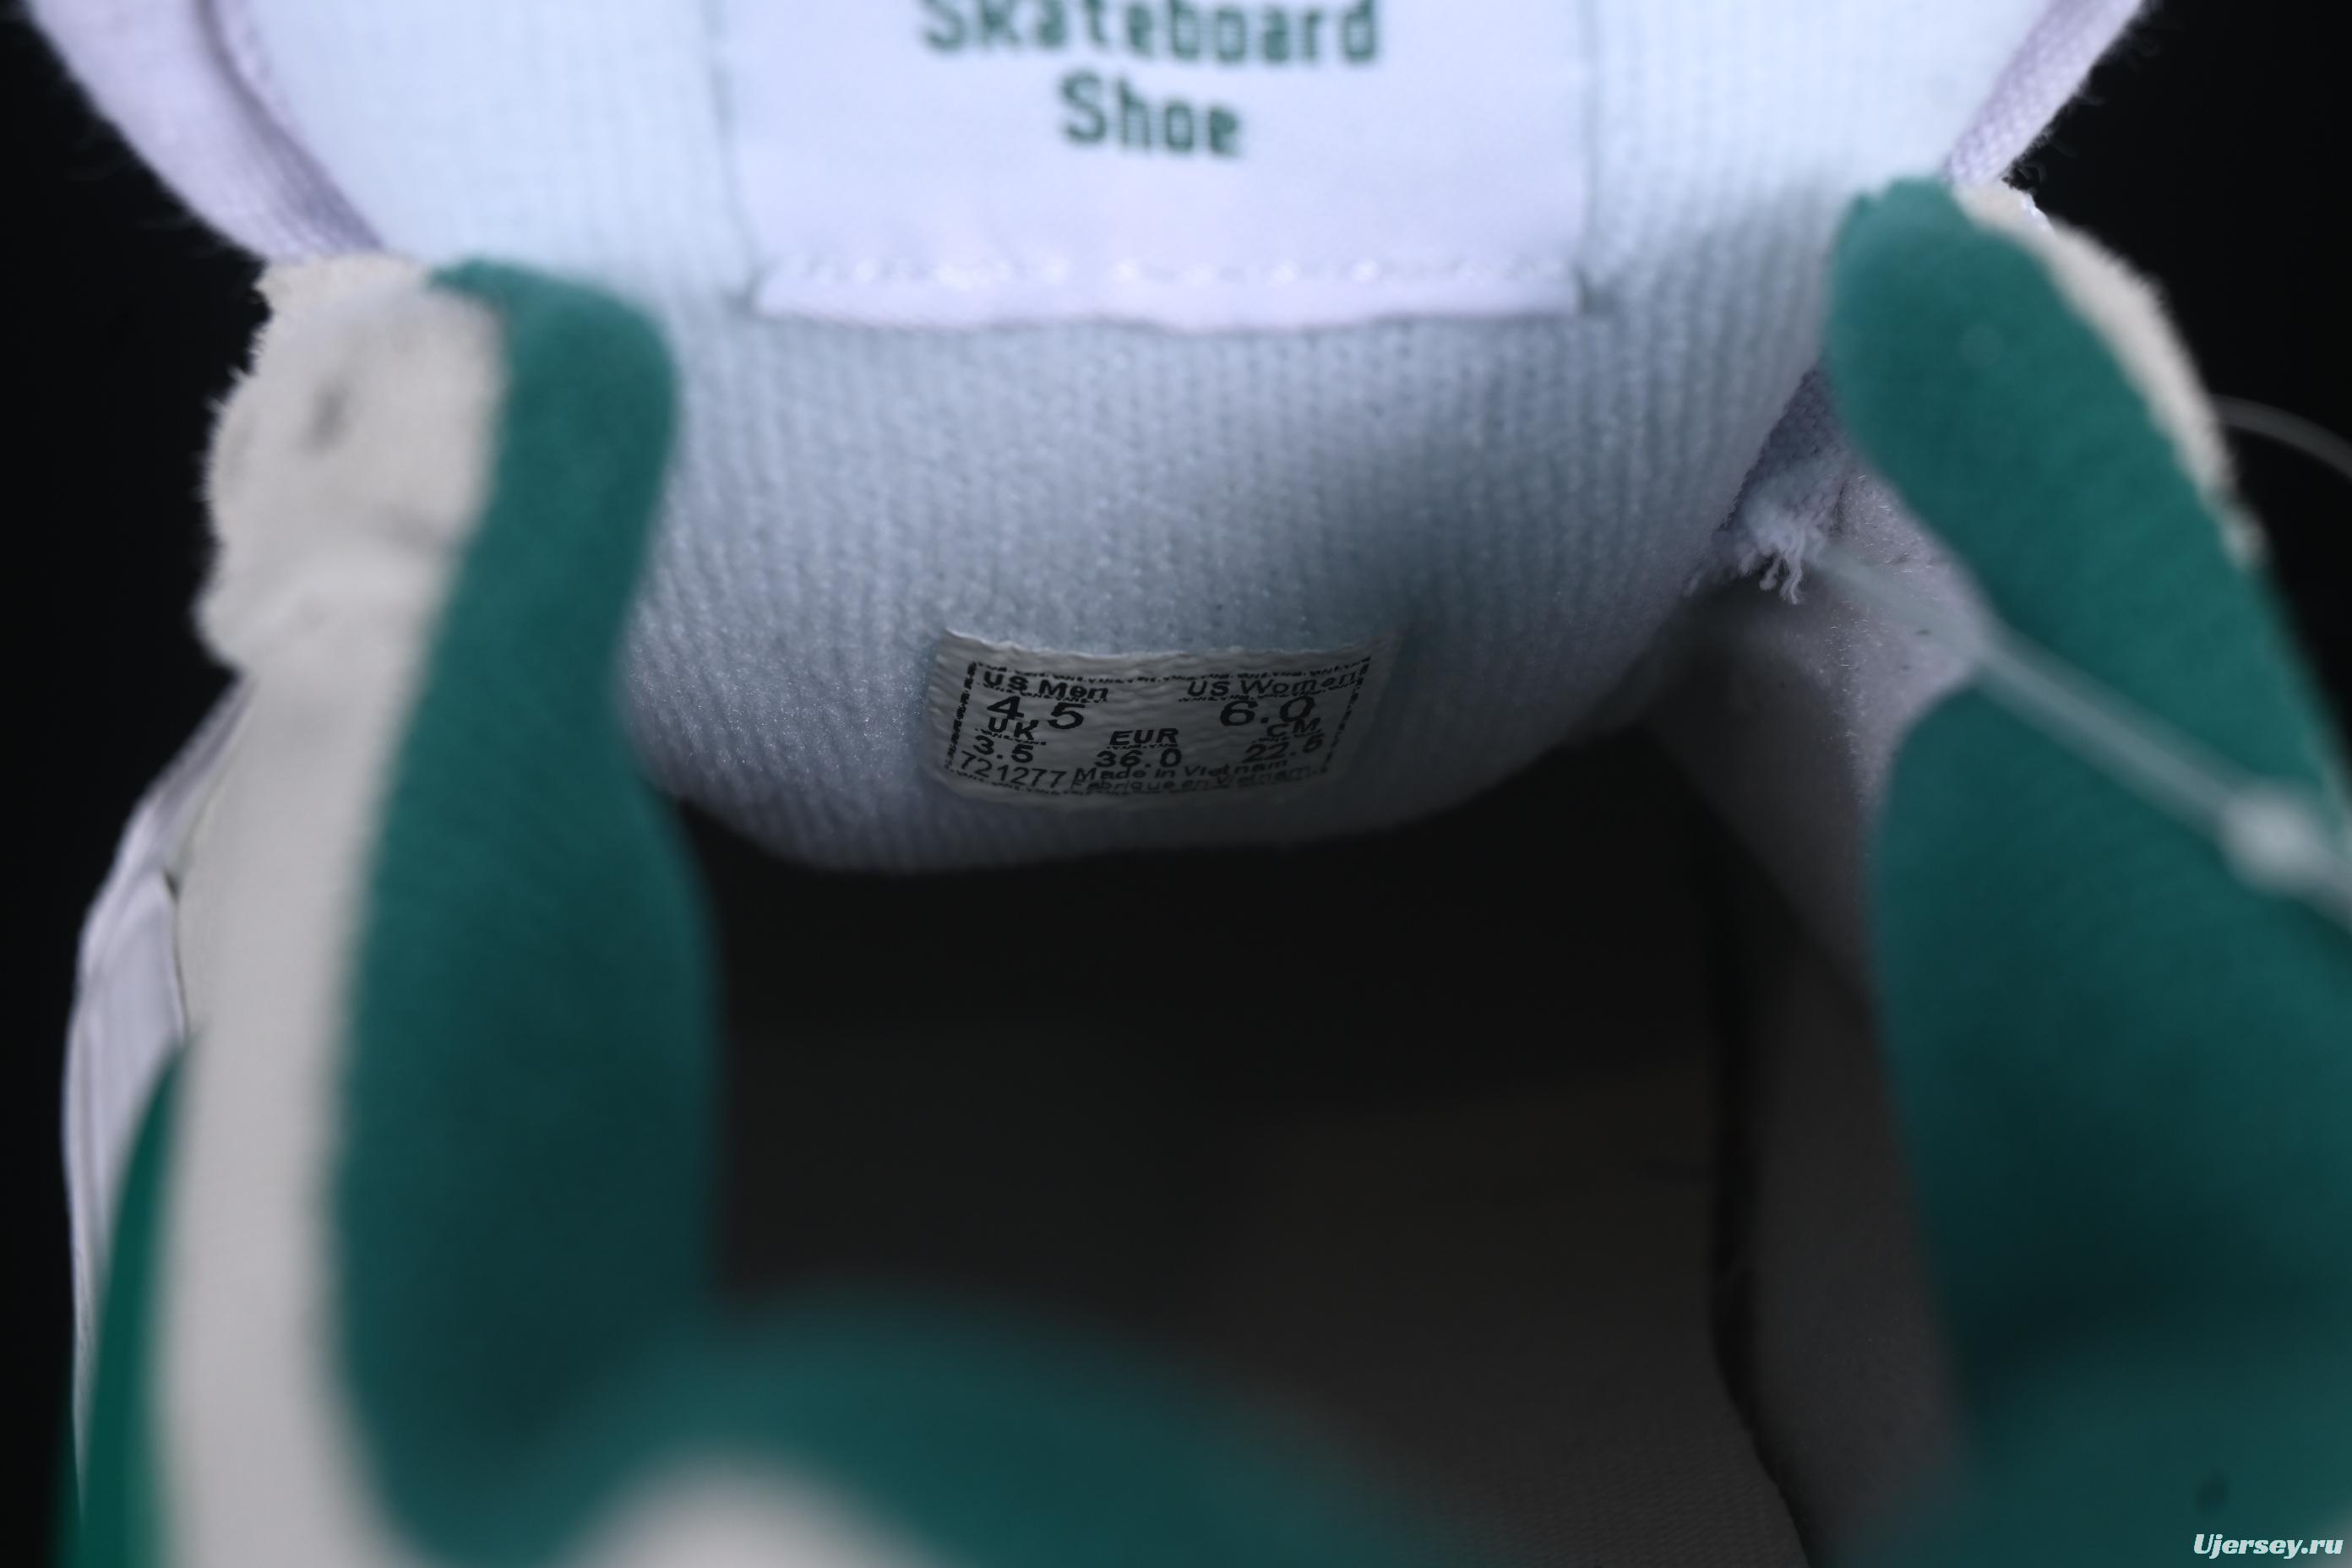 Skateboard
Shoe
US Men US Women
4.5 6.0
UK EUR CM
3.5 36.0 22.5
721277 Made in Vietnam
Fabrique en Vietnam
Ujersey.ru